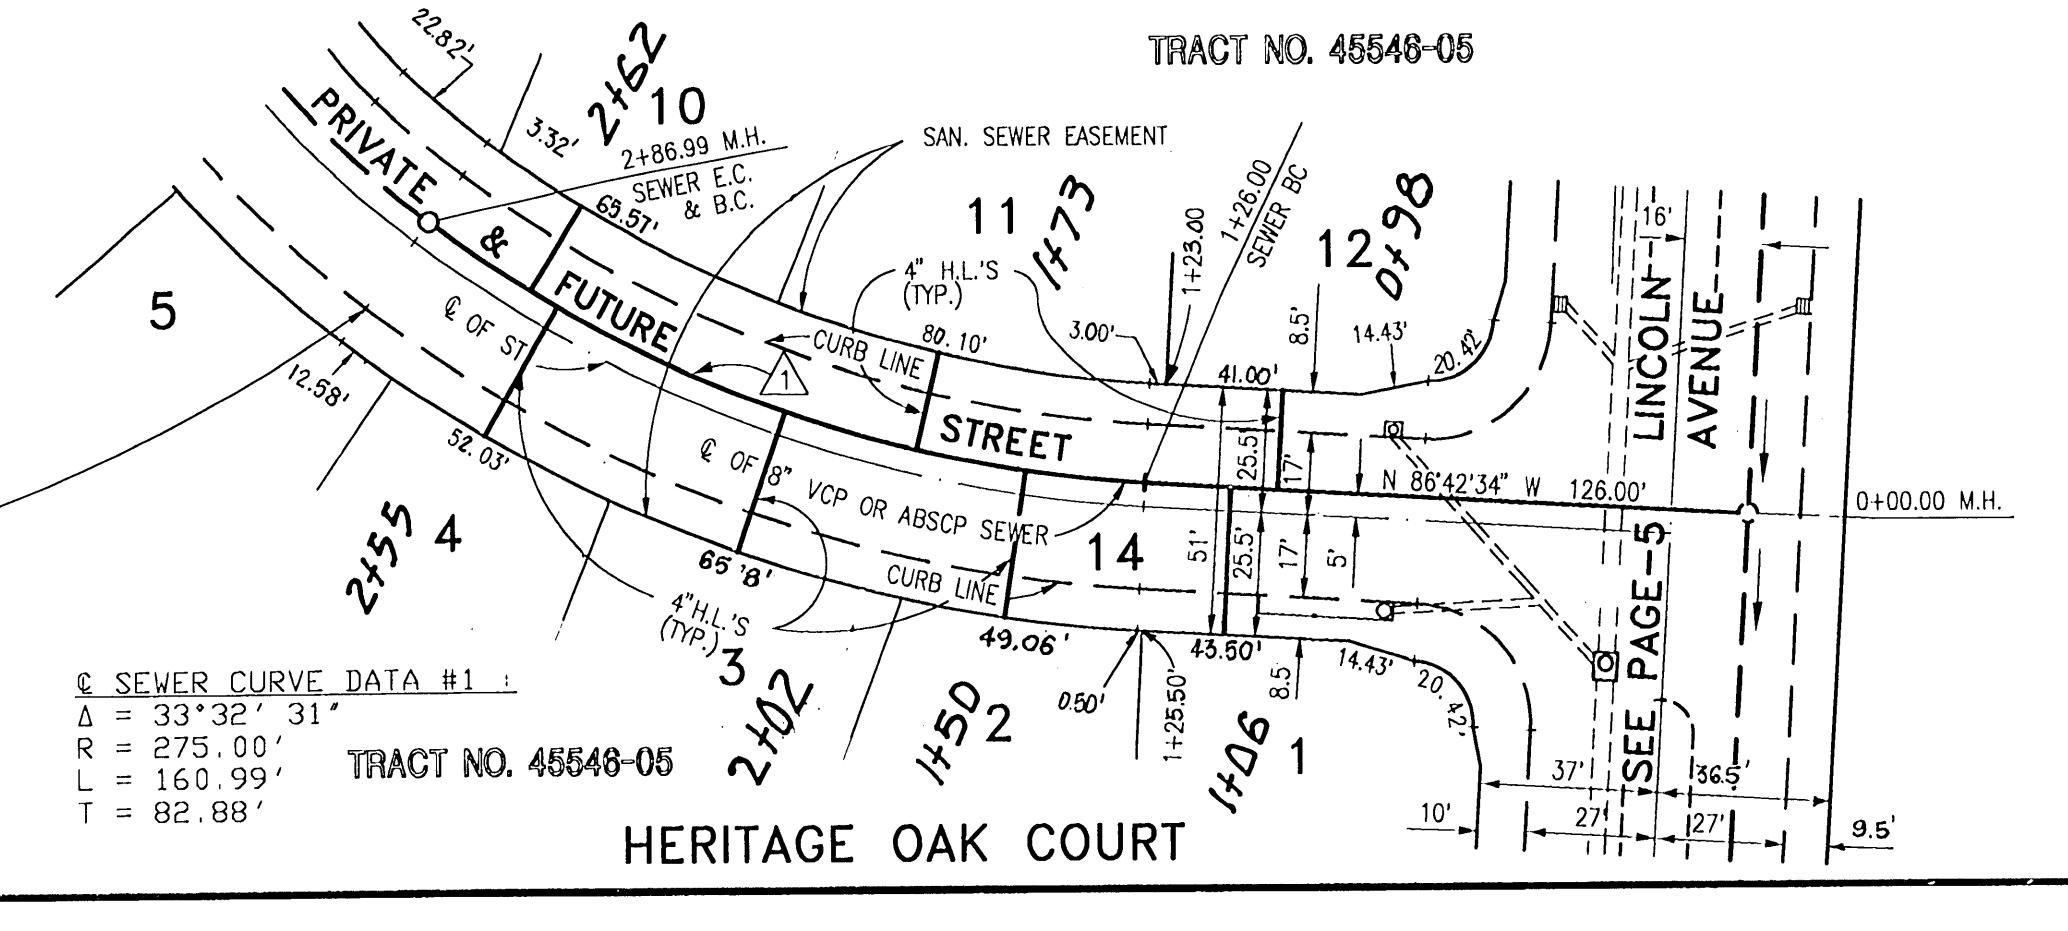 TRACT NO. 45546-05
22.82'
2+62
10
3.32'
2+86.99 M.H.
SEWER E.C.
& B.C.
65.57'
SAN. SEWER EASEMENT
PRIVATE & FUTURE STREET
11
1+73
1+23.00
1+26.00
SEWER BC
12
0+98
16'
LINCOLN
AVENUE
4" H.L.'S
(TYP.)
5
℄ OF ST
CURB LINE
1
80.10'
3.00'
41.00'
8.5'
14.43'
20.42'
12.58'
52.03'
℄ OF 8" VCP OR ABSCP SEWER
25.5'
17'
N 86°42'34" W
126.00'
0+00.00 M.H.
2+55
4
65'8'
CURB LINE
14
51'
25.5'
17'
5'
SEE PAGE-5
4"H.L.'S
(TYP.)
3
2+02
49.06'
43.50'
8.5
14.43'
20.42'
0.50'
1+25.50'
1+50
2
1+06
1
℄ SEWER CURVE DATA #1 :
Δ = 33°32' 31"
R = 275.00'
L = 160.99'
T = 82.88'
TRACT NO. 45546-05
37'
36.5'
10'
27'
27'
9.5'
HERITAGE OAK COURT